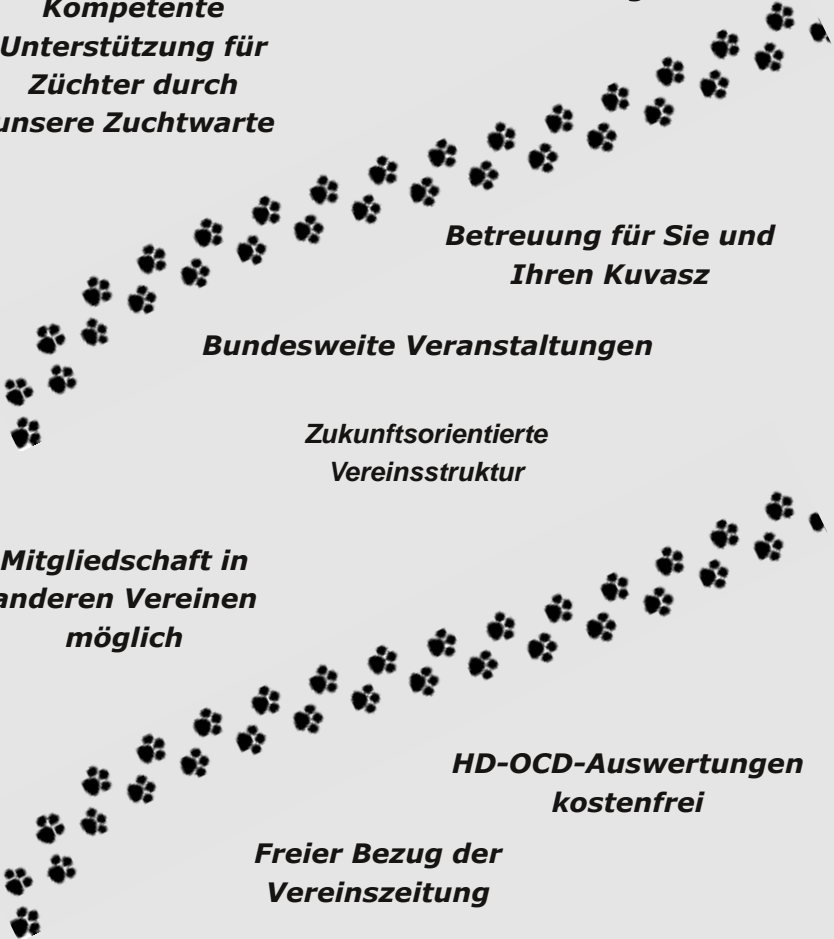 Kompetente
Unterstützung für
Züchter durch
unsere Zuchtwarte
Betreuung für Sie und
Ihren Kuvasz
Bundesweite Veranstaltungen
Zukunftsorientierte
Vereinsstruktur
Mitgliedschaft in
anderen Vereinen
möglich
HD-OCD-Auswertungen
kostenfrei
Freier Bezug der
Vereinszeitung